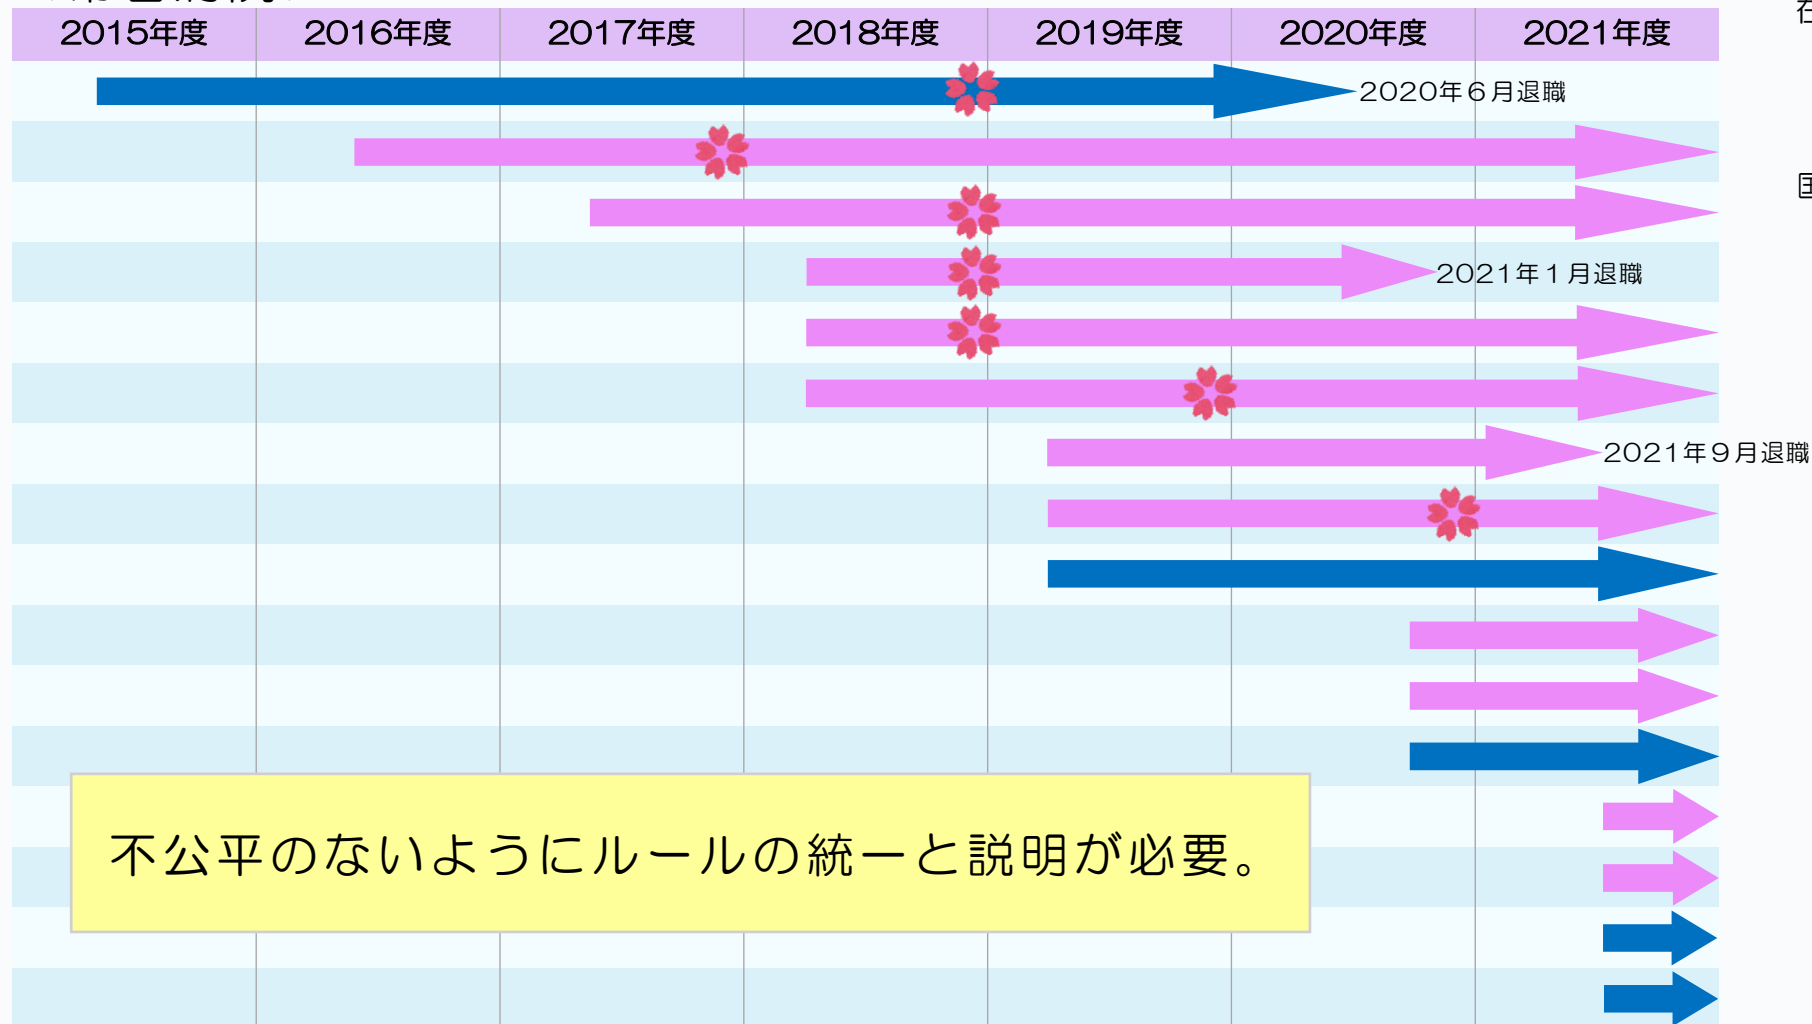 2015年度 2016年度 2017年度 2018年度 2019年度 2020年度 2021年度
2020年6月退職
2021年1月退職
2021年9月退職
不公平のないようにルールの統一と説明が必要。